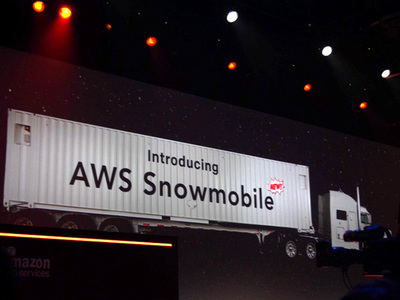 Introducing
AWS Snowmobile
NEW!
amazon
services